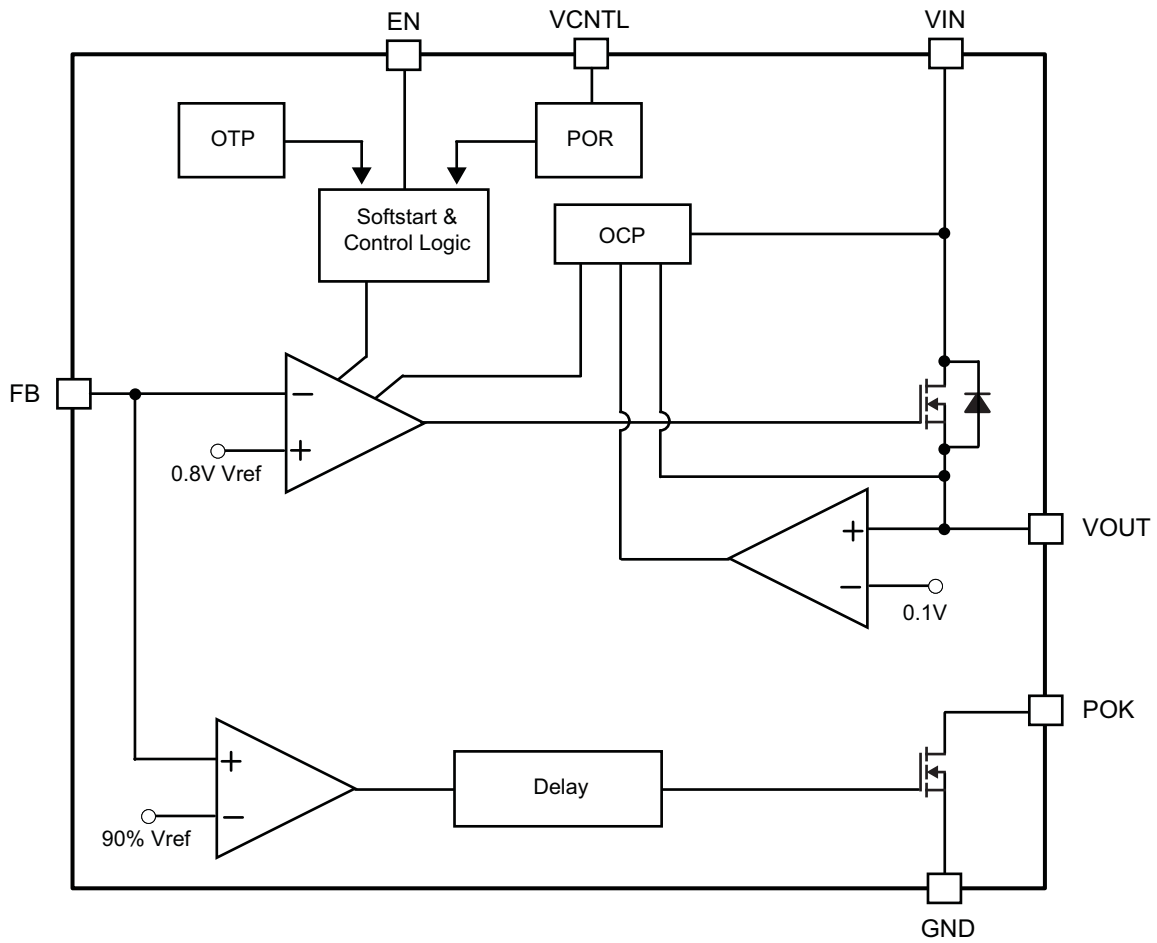 EN
VCNTL
VIN
OTP
POR
Softstart &
Control Logic
OCP
FB
−
+
0.8V Vref
+
−
0.1V
VOUT
POK
+
−
90% Vref
Delay
GND